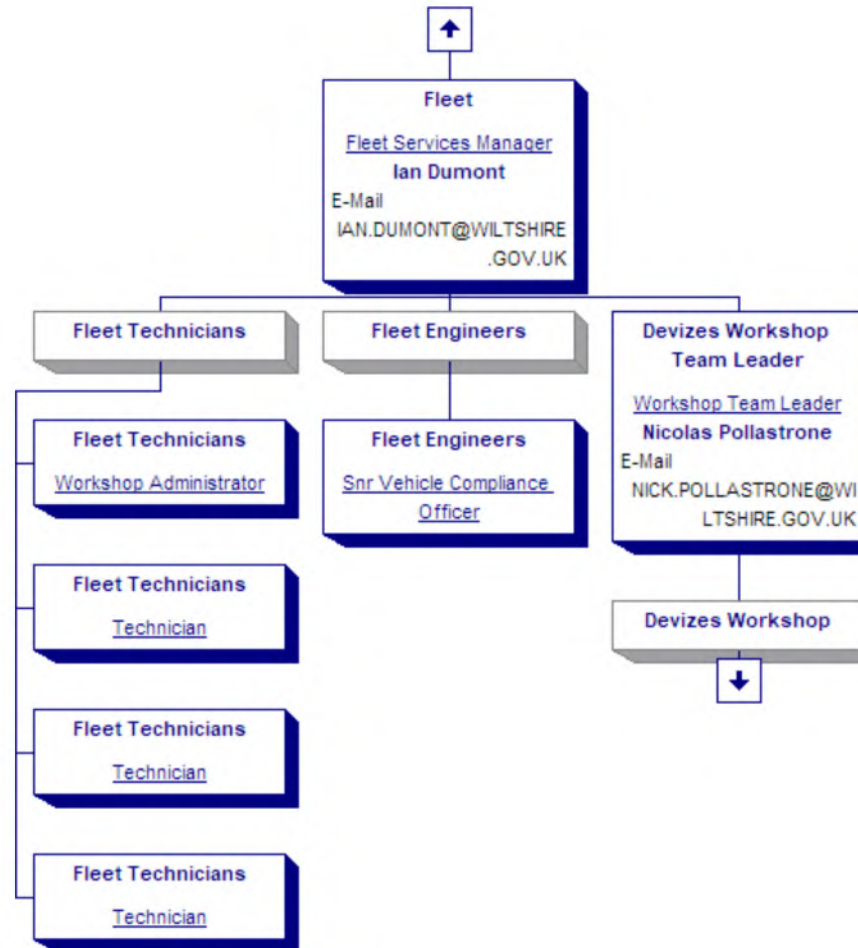 Fleet
Fleet Services Manager
Ian Dumont
E-Mail
IAN.DUMONT@WILTSHIRE
.GOV.UK
Fleet Technicians
Fleet Engineers
Devizes Workshop
Team Leader
Workshop Team Leader
Nicolas Pollastrone
E-Mail
NICK.POLLASTRONE@WI
LTSHIRE.GOV.UK
Fleet Technicians
Workshop Administrator
Fleet Engineers
Snr Vehicle Compliance
Officer
Fleet Technicians
Technician
Devizes Workshop
Fleet Technicians
Technician
Fleet Technicians
Technician